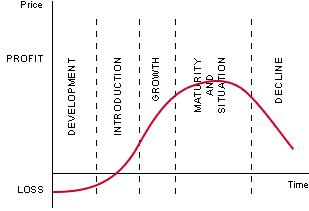 Price
PROFIT
DEVELOPMENT
INTRODUCTION
GROWTH
MATURITY
AND
SITUATION
DECLINE
LOSS
Time